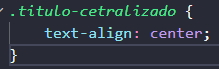 .titulo-cetralizado {
    text-align: center;
}